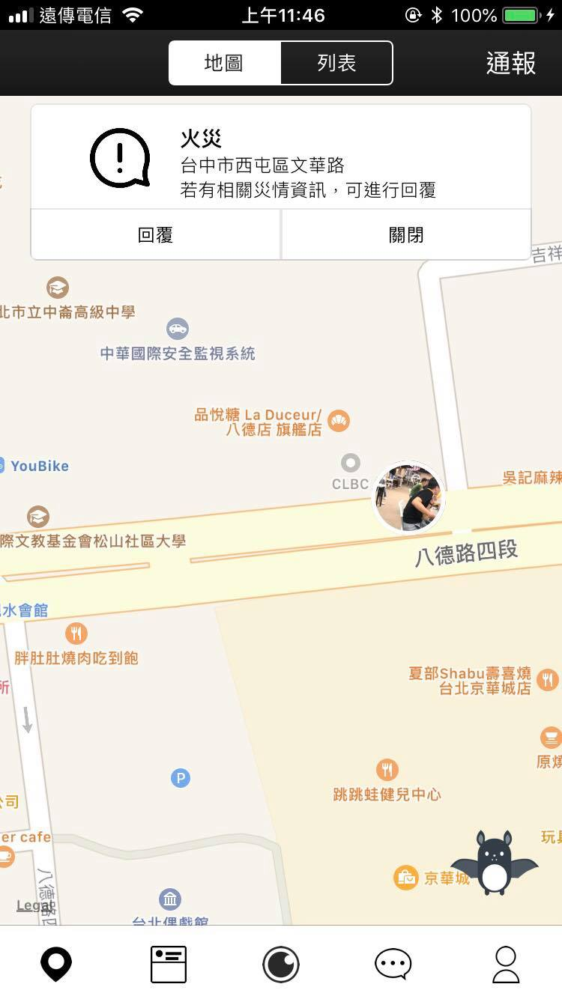 遠傳電信
上午11:46
100%
地圖
列表
通報
火災
台中市西屯區文華路
若有相關災情資訊，可進行回覆
回覆
關閉
吉祥
北市立中崙高級中學
中華國際安全監視系統
品悅糖 La Duceur/
八德店 旗艦店
YouBike
CLBC
吳記麻辣
際文教基金會松山社區大學
八德路四段
水會館
胖肚肚燒肉吃到飽
夏部Shabu壽喜燒
台北京華城店
所
原燒
P
跳跳蛙健兒中心
公司
er cafe
玩具
京華城
八德路四
Legal
台北偶戲館